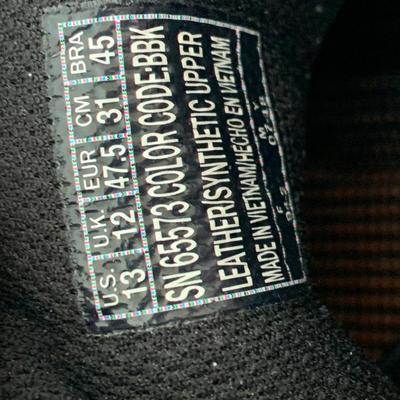 U.S. U.K. EUR CM BRA
13 12 47.5 31 45
SN 65573 COLOR CODE:BBK
LEATHER/SYNTHETIC UPPER
MADE IN VIETNAM/HECHO EN VIETNAM